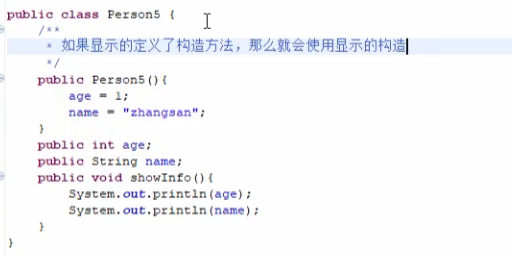 public class Person5 {
/**
* 如果显示的定义了构造方法，那么就会使用显示的构造
*/
public Person5(){
age = 1;
name = "zhangsan";
}
public int age;
public String name;
public void showInfo(){
System.out.println(age);
System.out.println(name);
}
}